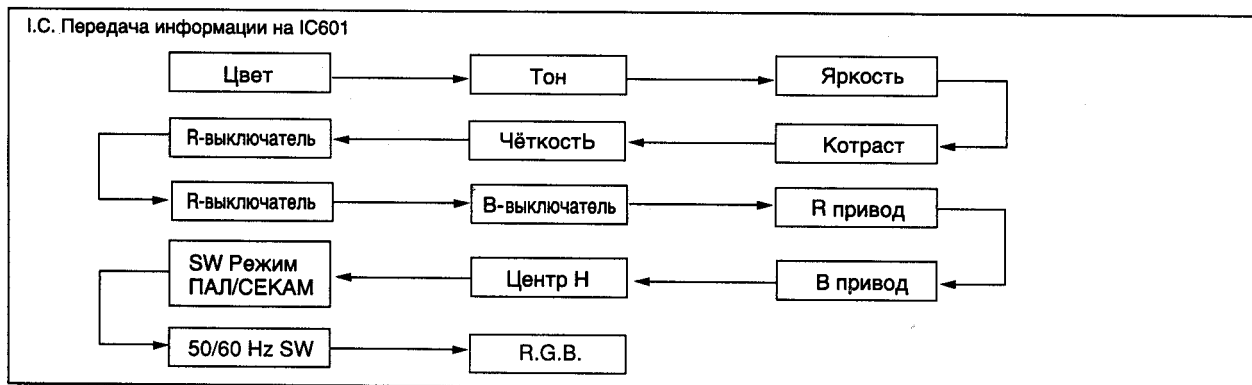 I.C. Передача информации на IC601
Цвет
Тон
Яркость
Котраст
ЧёткостЬ
R-выключатель
R-выключатель
B-выключатель
R привод
B привод
Центр H
SW Режим
ПАЛ/СЕКАМ
50/60 Hz SW
R.G.B.